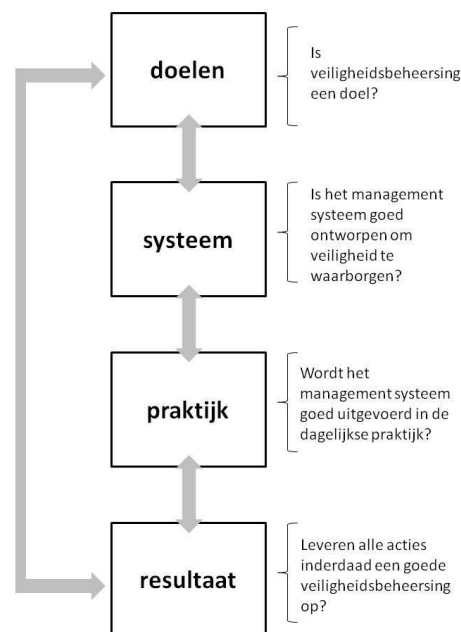 doelen
Is
veiligheidsbeheersing
een doel?
systeem
Is het management
systeem goed
ontworpen om
veiligheid te
waarborgen?
praktijk
Wordt het
management systeem
goed uitgevoerd in de
dagelijkse praktijk?
resultaat
Leveren alle acties
inderdaad een goede
veiligheidsbeheersing
op?